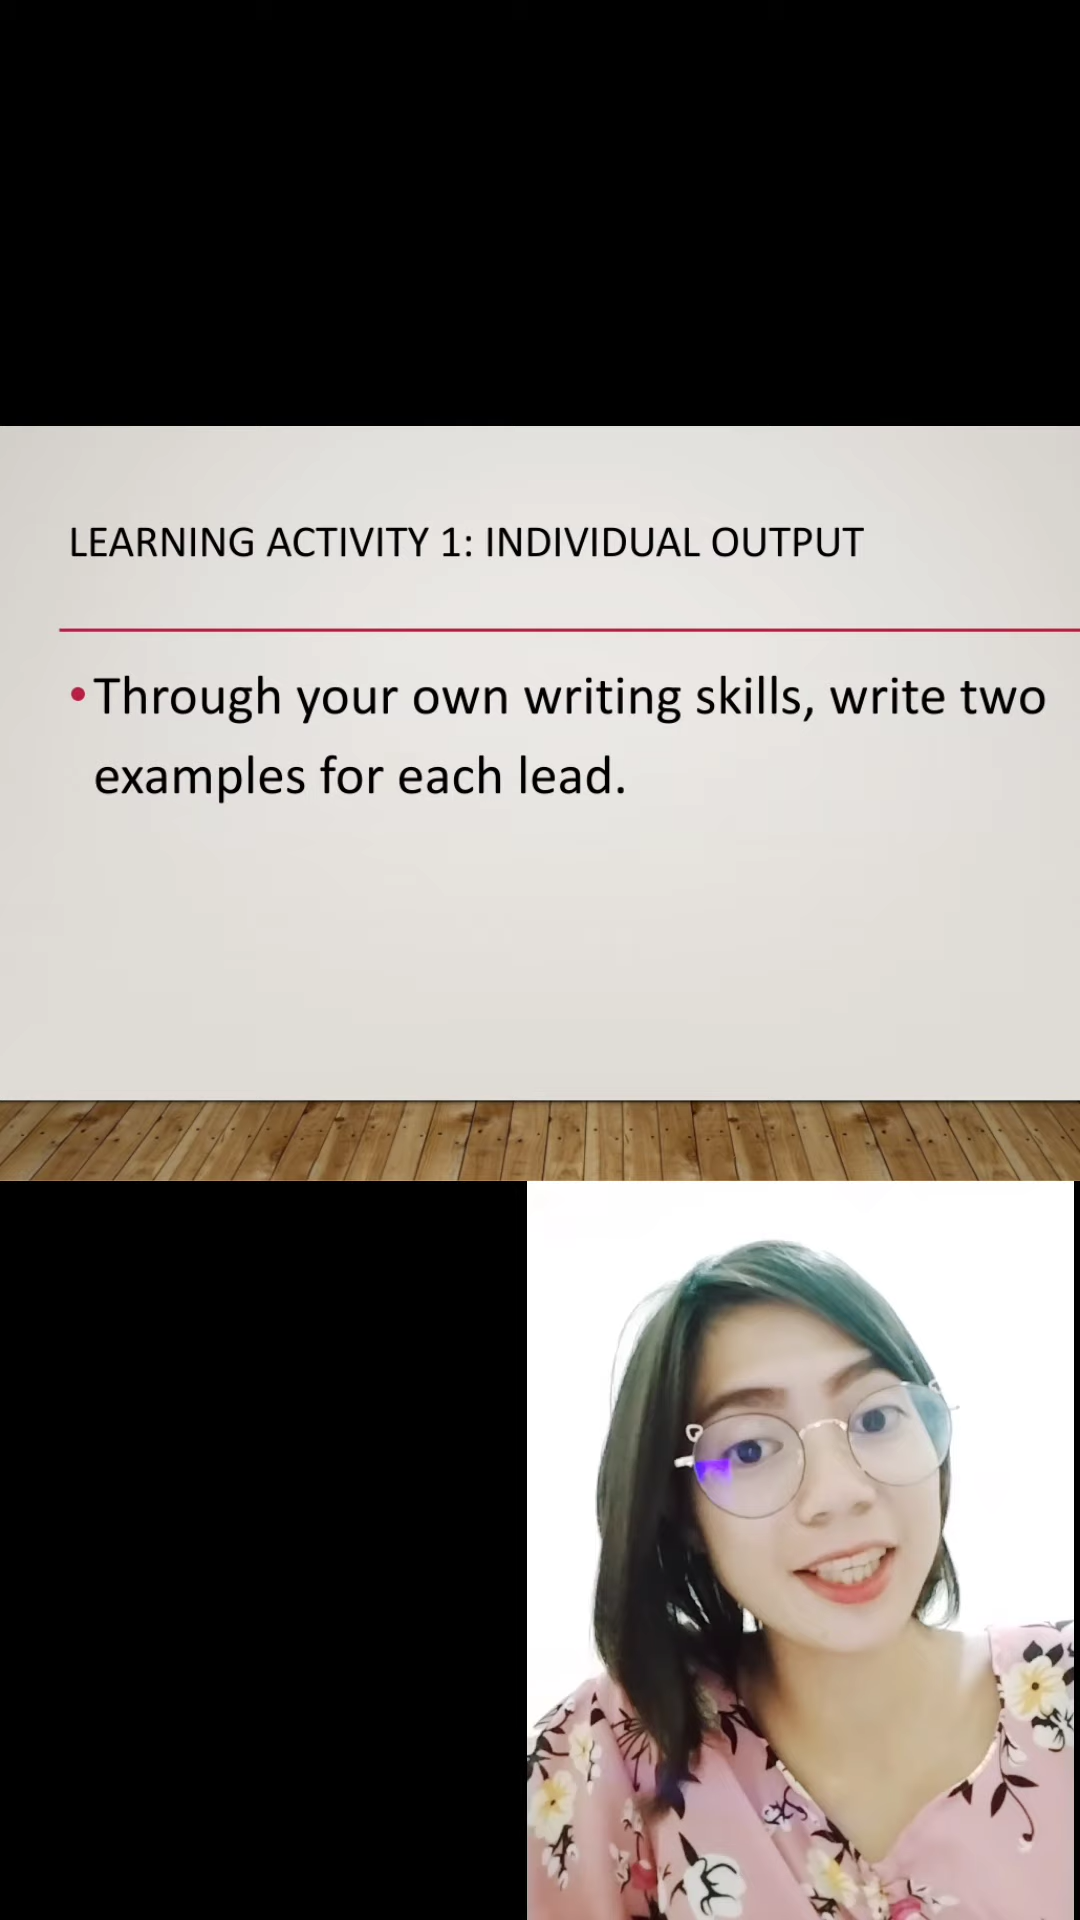 LEARNING ACTIVITY 1: INDIVIDUAL OUTPUT
•Through your own writing skills, write two
examples for each lead.